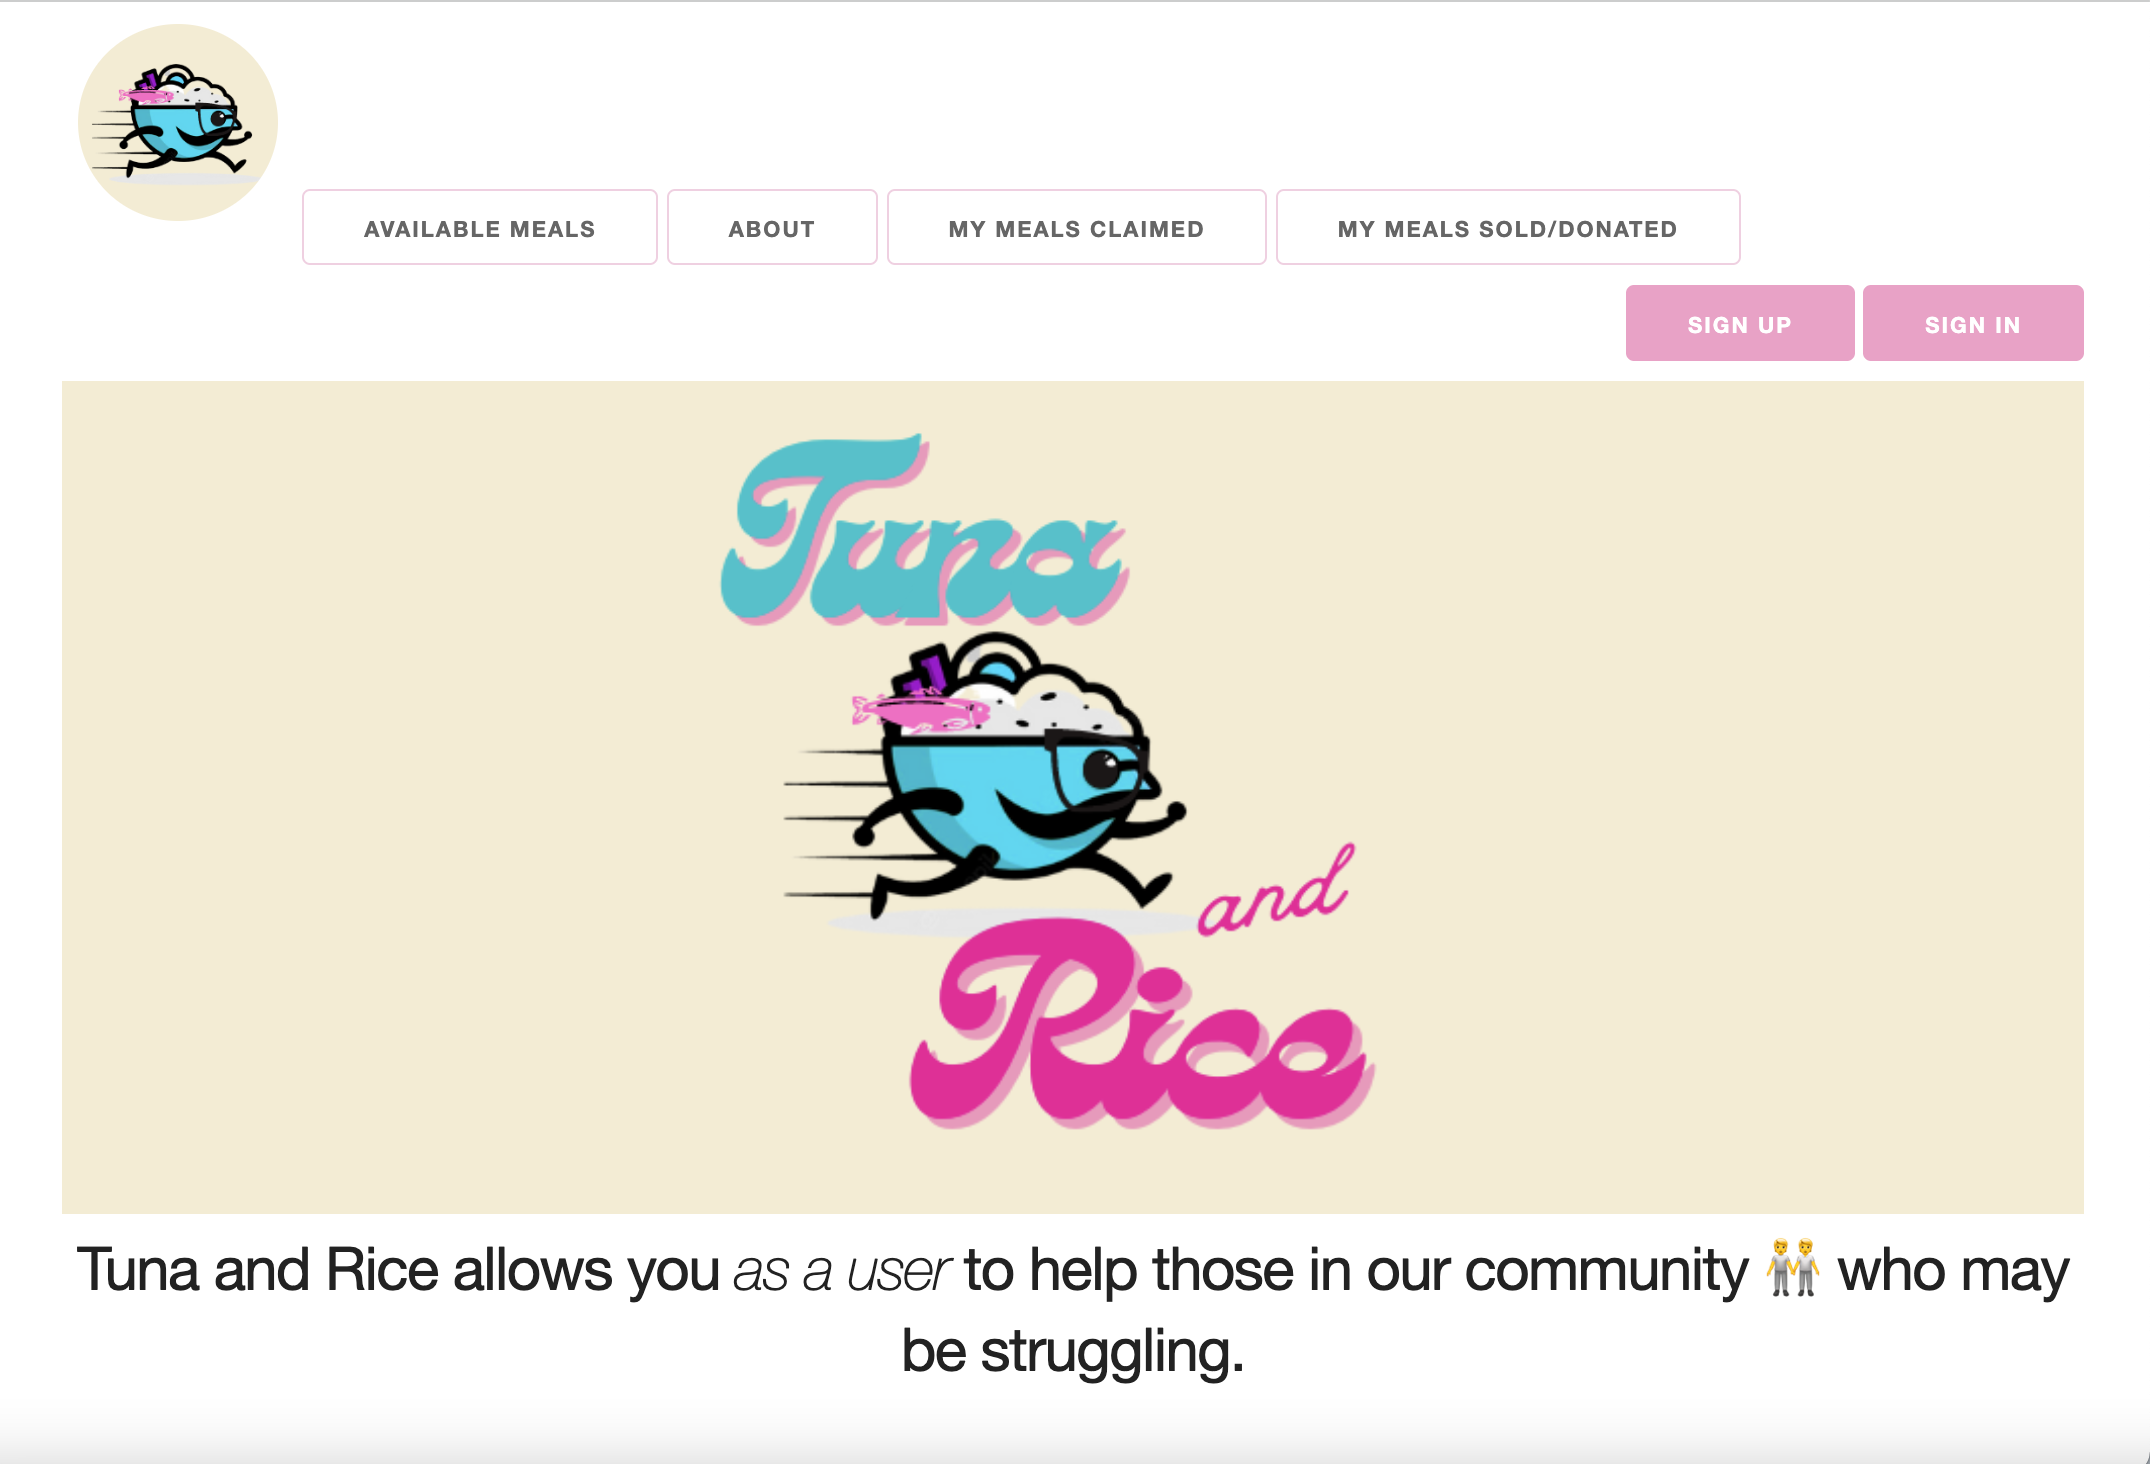 AVAILABLE MEALS
ABOUT
MY MEALS CLAIMED
MY MEALS SOLD/DONATED
SIGN UP
SIGN IN
Tuna
and
Rice
Tuna and Rice allows you as a user to help those in our community 👬 who may
be struggling.